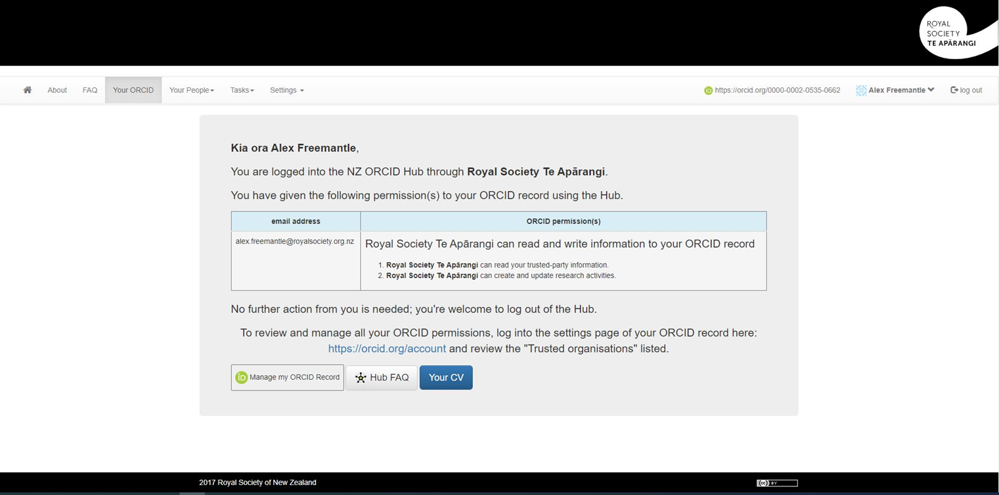 ROYAL
SOCIETY
TE APĀRANGI
About FAQ Your ORCID Your People Tasks Settings https://orcid.org/0000-0002-0535-0662 Alex Freemantle log out
Kia ora Alex Freemantle,
You are logged into the NZ ORCID Hub through Royal Society Te Apārangi.
You have given the following permission(s) to your ORCID record using the Hub.
email address ORCID permission(s)
alex.freemantle@royalsociety.org.nz Royal Society Te Apārangi can read and write information to your ORCID record
1. Royal Society Te Apārangi can read your trusted-party information.
2. Royal Society Te Apārangi can create and update research activities.
No further action from you is needed; you're welcome to log out of the Hub.
To review and manage all your ORCID permissions, log into the settings page of your ORCID record here:
https://orcid.org/account and review the "Trusted organisations" listed.
iD Manage my ORCID Record Hub FAQ Your CV
2017 Royal Society of New Zealand cc BY